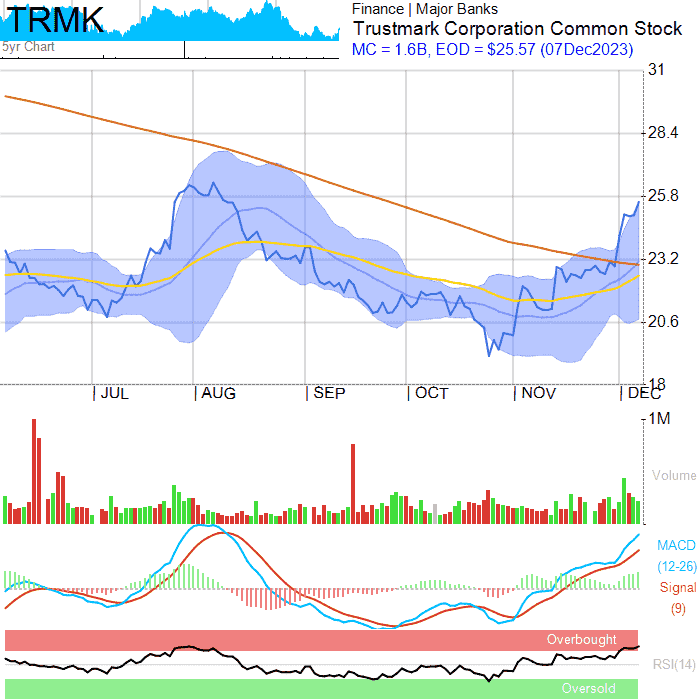 TRMK
5yr Chart
Finance | Major Banks
Trustmark Corporation Common Stock
MC = 1.6B, EOD = $25.57 (07Dec2023)
31
28.4
25.8
23.2
20.6
18
| JUL | AUG | SEP | OCT | NOV | DEC
1M
Volume
MACD
(12-26)
Signal
(9)
Overbought
RSI(14)
Oversold